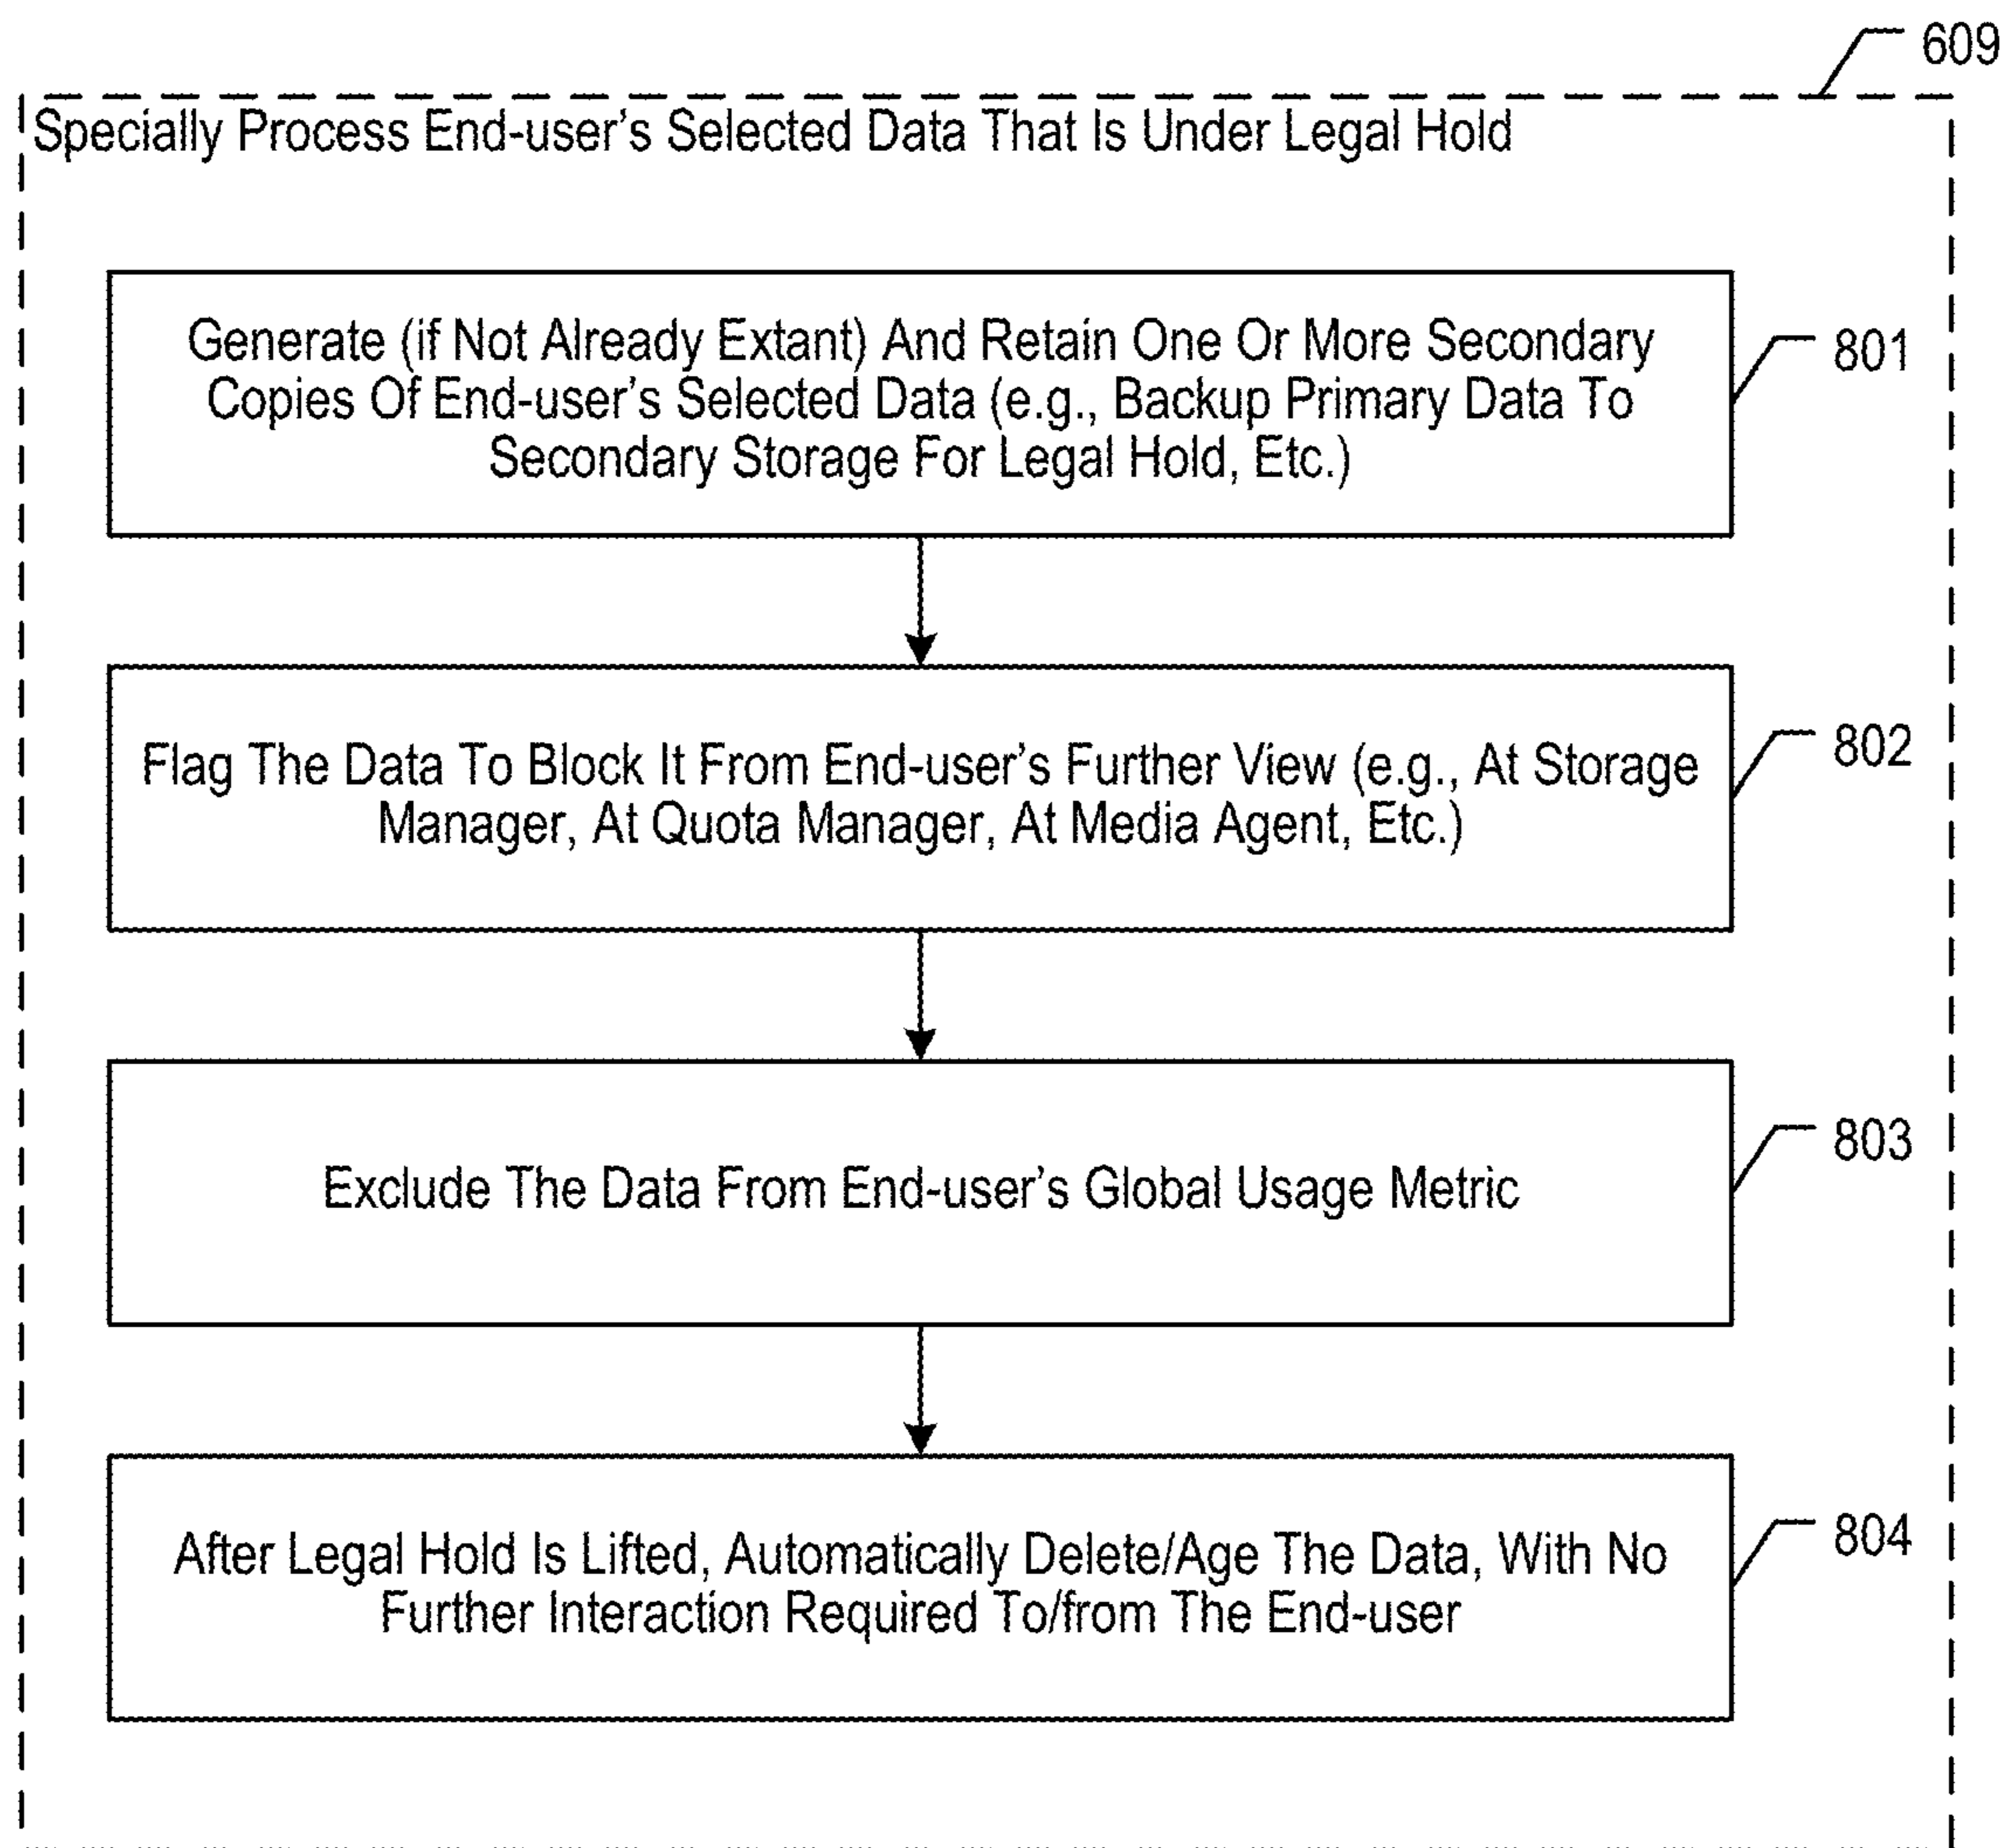 609
Specially Process End-user's Selected Data That Is Under Legal Hold
Generate (if Not Already Extant) And Retain One Or More Secondary
Copies Of End-user's Selected Data (e.g., Backup Primary Data To
Secondary Storage For Legal Hold, Etc.)
801
Flag The Data To Block It From End-user's Further View (e.g., At Storage
Manager, At Quota Manager, At Media Agent, Etc.)
802
Exclude The Data From End-user's Global Usage Metric
803
After Legal Hold Is Lifted, Automatically Delete/Age The Data, With No
Further Interaction Required To/from The End-user
804